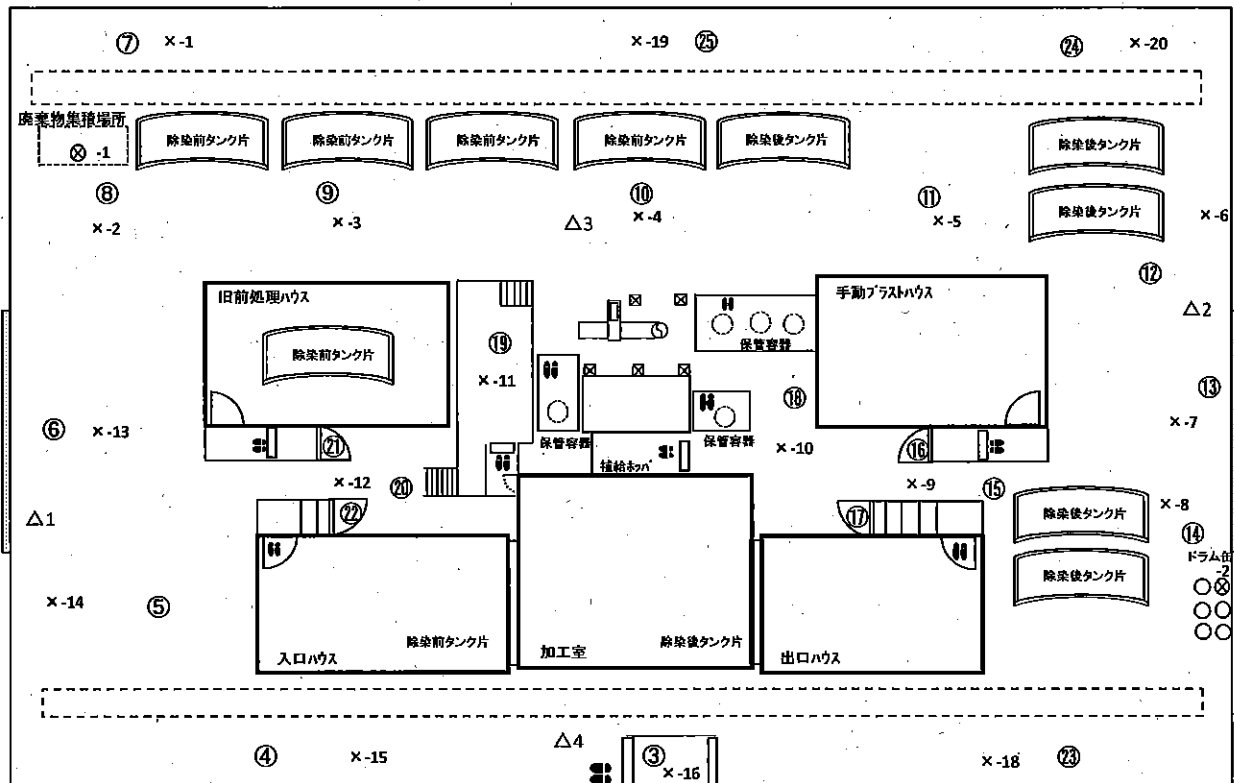 ⑦ ×-1 ×-19 ㉕ ㉔ ×-20
廃棄物集積場所
⊗ -1
除染前タンク片 除染前タンク片 除染前タンク片 除染前タンク片 除染後タンク片
除染後タンク片
⑧ ⑨ ⑩ ⑪
除染後タンク片
×-2 ×-3 △3 ×-4 ×-5 ×-6
⑫
旧前処理ハウス
手動ブラストハウス
△2
除染前タンク片
⑲
保管容器
×-11
⑱ ⑬
⑥ ×-13
×-7
㉑
保管容器
保管容器
×-10
⑯
補給ホッパ
×-12 ⑳
×-9 ⑮
△1
㉒
⑰
除染後タンク片
×-8
⑭
ドラム缶
-2
除染後タンク片
×-14 ⑤
入口ハウス
除染前タンク片
加工室
除染後タンク片
出口ハウス
④ ×-15 △4 ③ ×-16 ×-18 ㉓